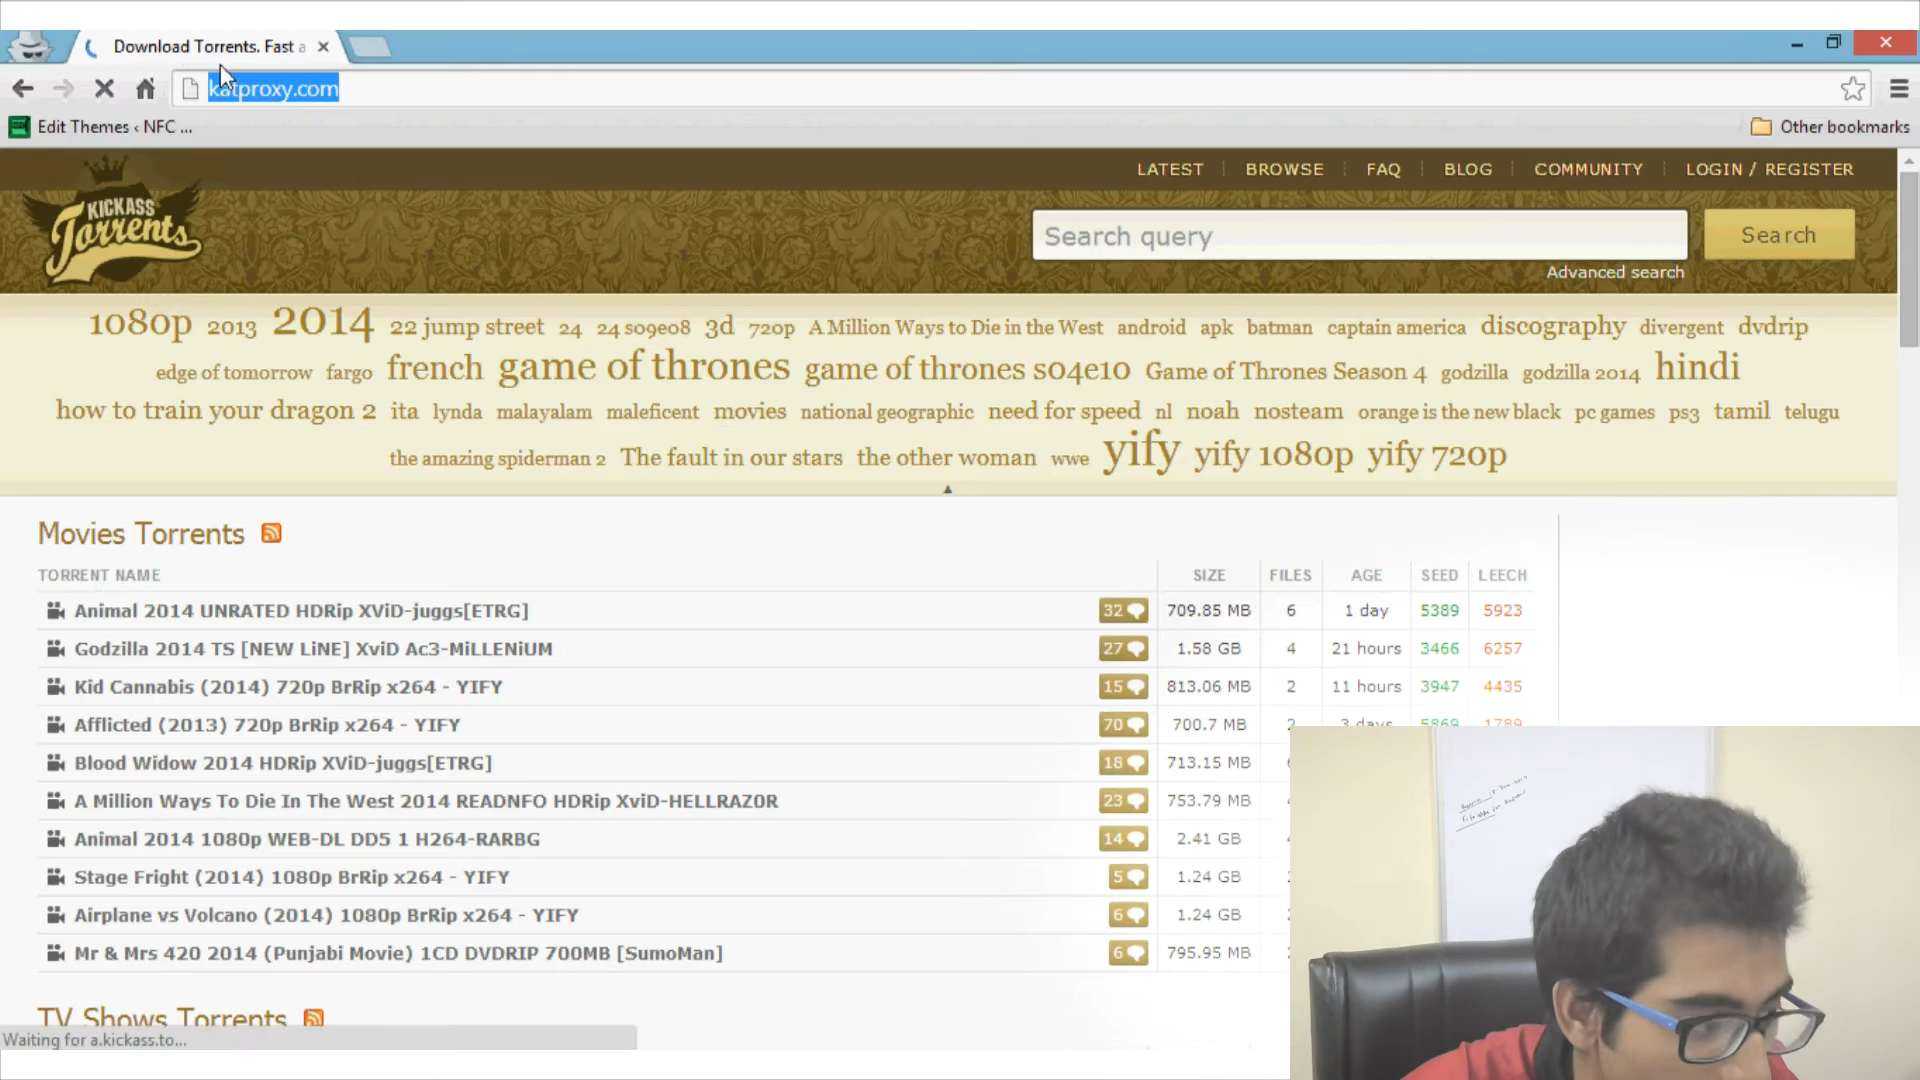 Download Torrents. Fast a
katproxy.com
Edit Themes ‹ NFC ...
Other bookmarks
KICKASS
Torrents
LATEST BROWSE FAQ BLOG COMMUNITY LOGIN / REGISTER
Search query
Search
Advanced search
1080p 2013 2014 22 jump street 24 24 s09e08 3d 720p A Million Ways to Die in the West android apk batman captain america discography divergent dvdrip
edge of tomorrow fargo french game of thrones game of thrones s04e10 Game of Thrones Season 4 godzilla godzilla 2014 hindi
how to train your dragon 2 ita lynda malayalam maleficent movies national geographic need for speed nl noah nosteam orange is the new black pc games ps3 tamil telugu
the amazing spiderman 2 The fault in our stars the other woman wwe yify yify 1080p yify 720p
Movies Torrents
TORRENT NAME SIZE FILES AGE SEED LEECH
Animal 2014 UNRATED HDRip XViD-juggs[ETRG] 32 709.85 MB 6 1 day 5389 5923
Godzilla 2014 TS [NEW LiNE] XviD Ac3-MiLLENiUM 27 1.58 GB 4 21 hours 3466 6257
Kid Cannabis (2014) 720p BrRip x264 - YIFY 15 813.06 MB 2 11 hours 3947 4435
Afflicted (2013) 720p BrRip x264 - YIFY 70 700.7 MB 2 3 days 5869 1789
Blood Widow 2014 HDRip XViD-juggs[ETRG] 18 713.15 MB
A Million Ways To Die In The West 2014 READNFO HDRip XviD-HELLRAZ0R 23 753.79 MB
Animal 2014 1080p WEB-DL DD5 1 H264-RARBG 14 2.41 GB
Stage Fright (2014) 1080p BrRip x264 - YIFY 5 1.24 GB
Airplane vs Volcano (2014) 1080p BrRip x264 - YIFY 6 1.24 GB
Mr & Mrs 420 2014 (Punjabi Movie) 1CD DVDRIP 700MB [SumoMan] 6 795.95 MB
TV Shows Torrents
Waiting for a.kickass.to...